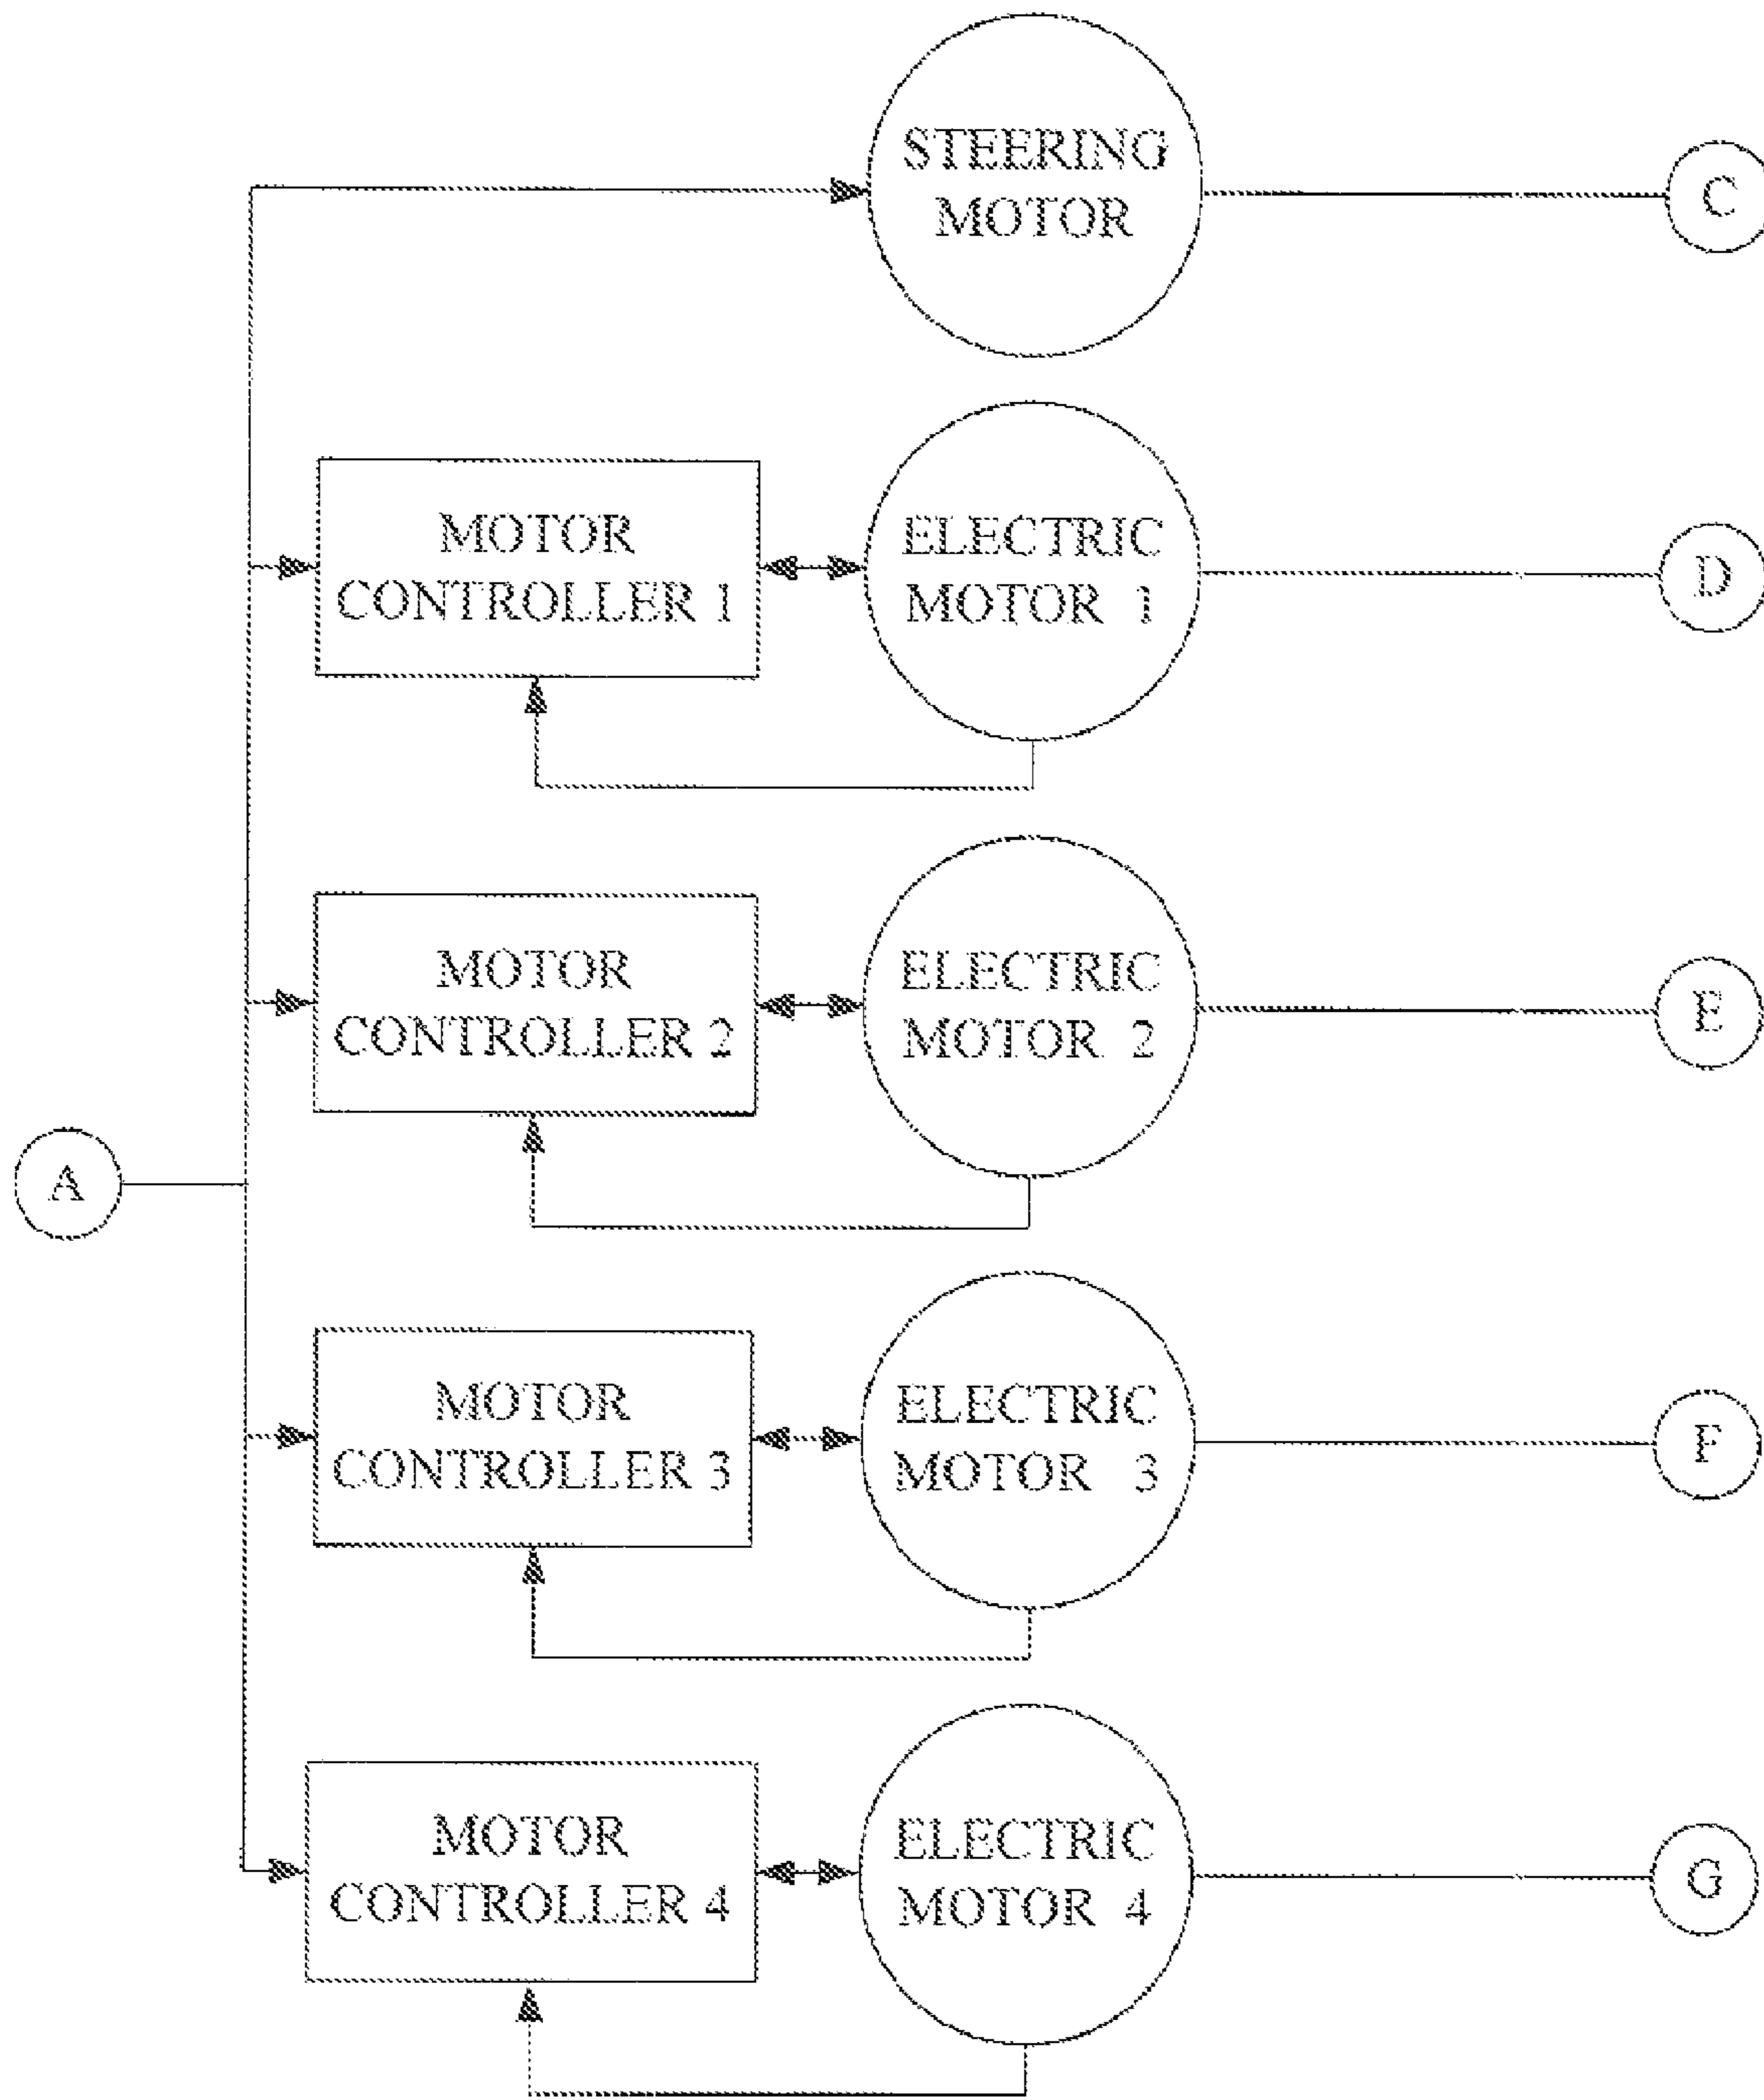 STEERING
MOTOR
C
MOTOR
CONTROLLER 1
ELECTRIC
MOTOR 1
D
MOTOR
CONTROLLER 2
ELECTRIC
MOTOR 2
E
A
MOTOR
CONTROLLER 3
ELECTRIC
MOTOR 3
F
MOTOR
CONTROLLER 4
ELECTRIC
MOTOR 4
G